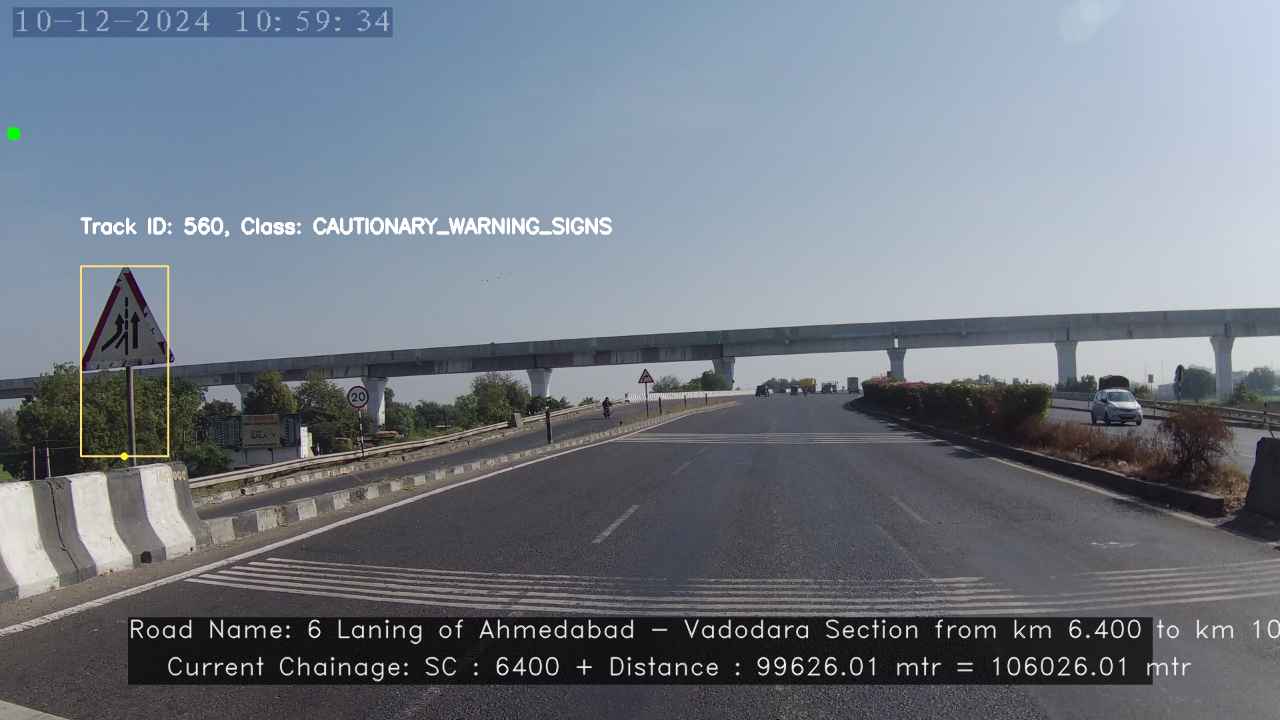 10-12-2024 10:59:34
Track ID: 560, Class: CAUTIONARY_WARNING_SIGNS
20
Road Name: 6 Laning of Ahmedabad - Vadodara Section from km 6.400 to km 10
Current Chainage: SC : 6400 + Distance : 99626.01 mtr = 106026.01 mtr